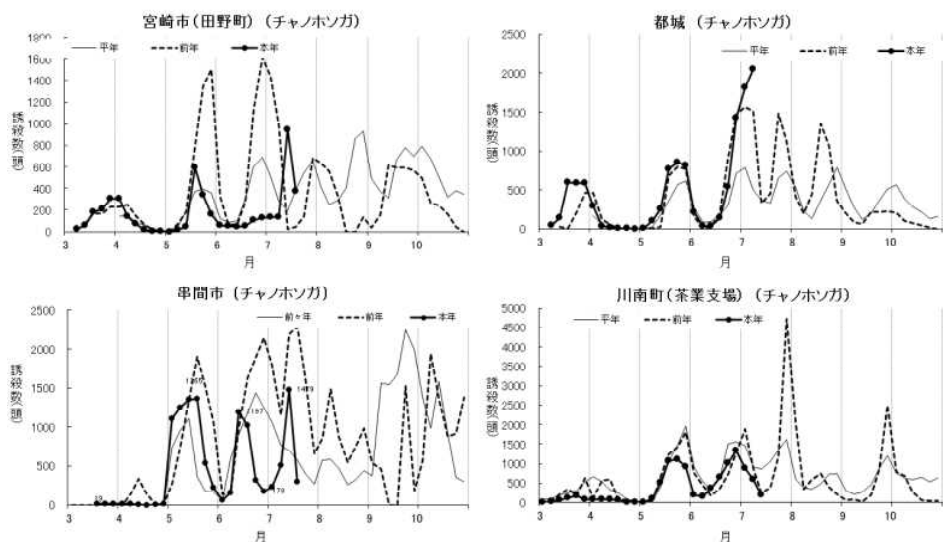 宮崎市(田野町) (チャノホソガ)
平年 前年 本年
誘殺数(頭)
1800
1600
1400
1200
1000
800
600
400
200
0
3 4 5 6 7 8 9 10
月
都城 (チャノホソガ)
平年 前年 本年
誘殺数(頭)
2500
2000
1500
1000
500
0
3 4 5 6 7 8 9 10
月
串間市 (チャノホソガ)
前々年 前年 本年
誘殺数(頭)
2500
2000
1500
1000
500
0
1197
179
3 4 5 6 7 8 9 10
月
川南町(茶業支場) (チャノホソガ)
平年 前年 本年
誘殺数(頭)
5000
4500
4000
3500
3000
2500
2000
1500
1000
500
0
3 4 5 6 7 8 9 10
月